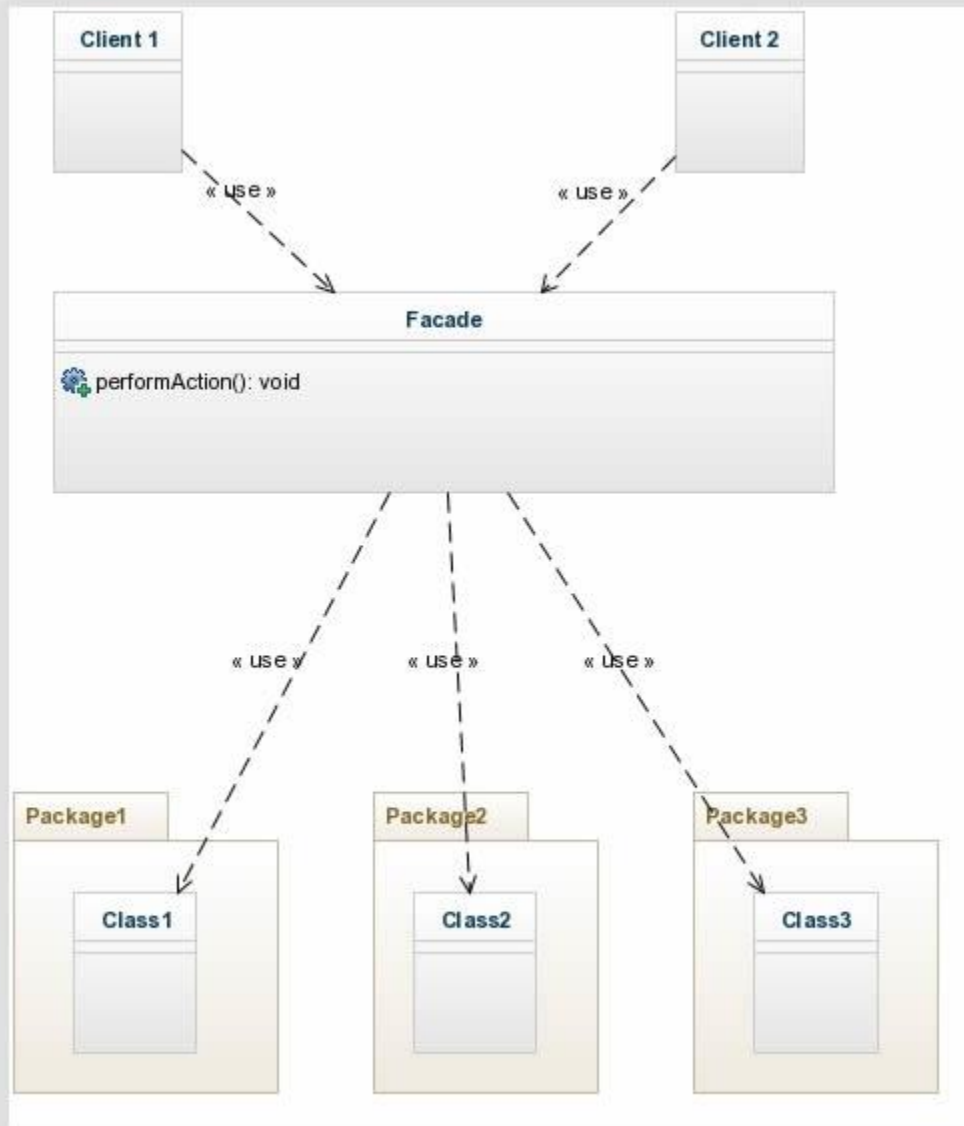 Client 1
Client 2
« use »
« use »
Facade
performAction(): void
« use »
« use »
« use »
Package1
Package2
Package3
Class1
Class2
Class3